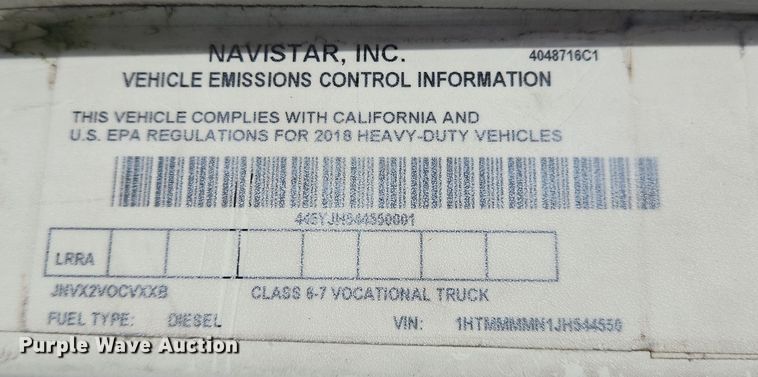 NAVISTAR, INC. 4048716C1
VEHICLE EMISSIONS CONTROL INFORMATION
THIS VEHICLE COMPLIES WITH CALIFORNIA AND
U.S. EPA REGULATIONS FOR 2018 HEAVY-DUTY VEHICLES
445YJH544550001
LRRA
JNVX2VOCVXXB CLASS 6-7 VOCATIONAL TRUCK
FUEL TYPE: DIESEL VIN: 1HTMMMMN1JH544550
Purple Wave Auction